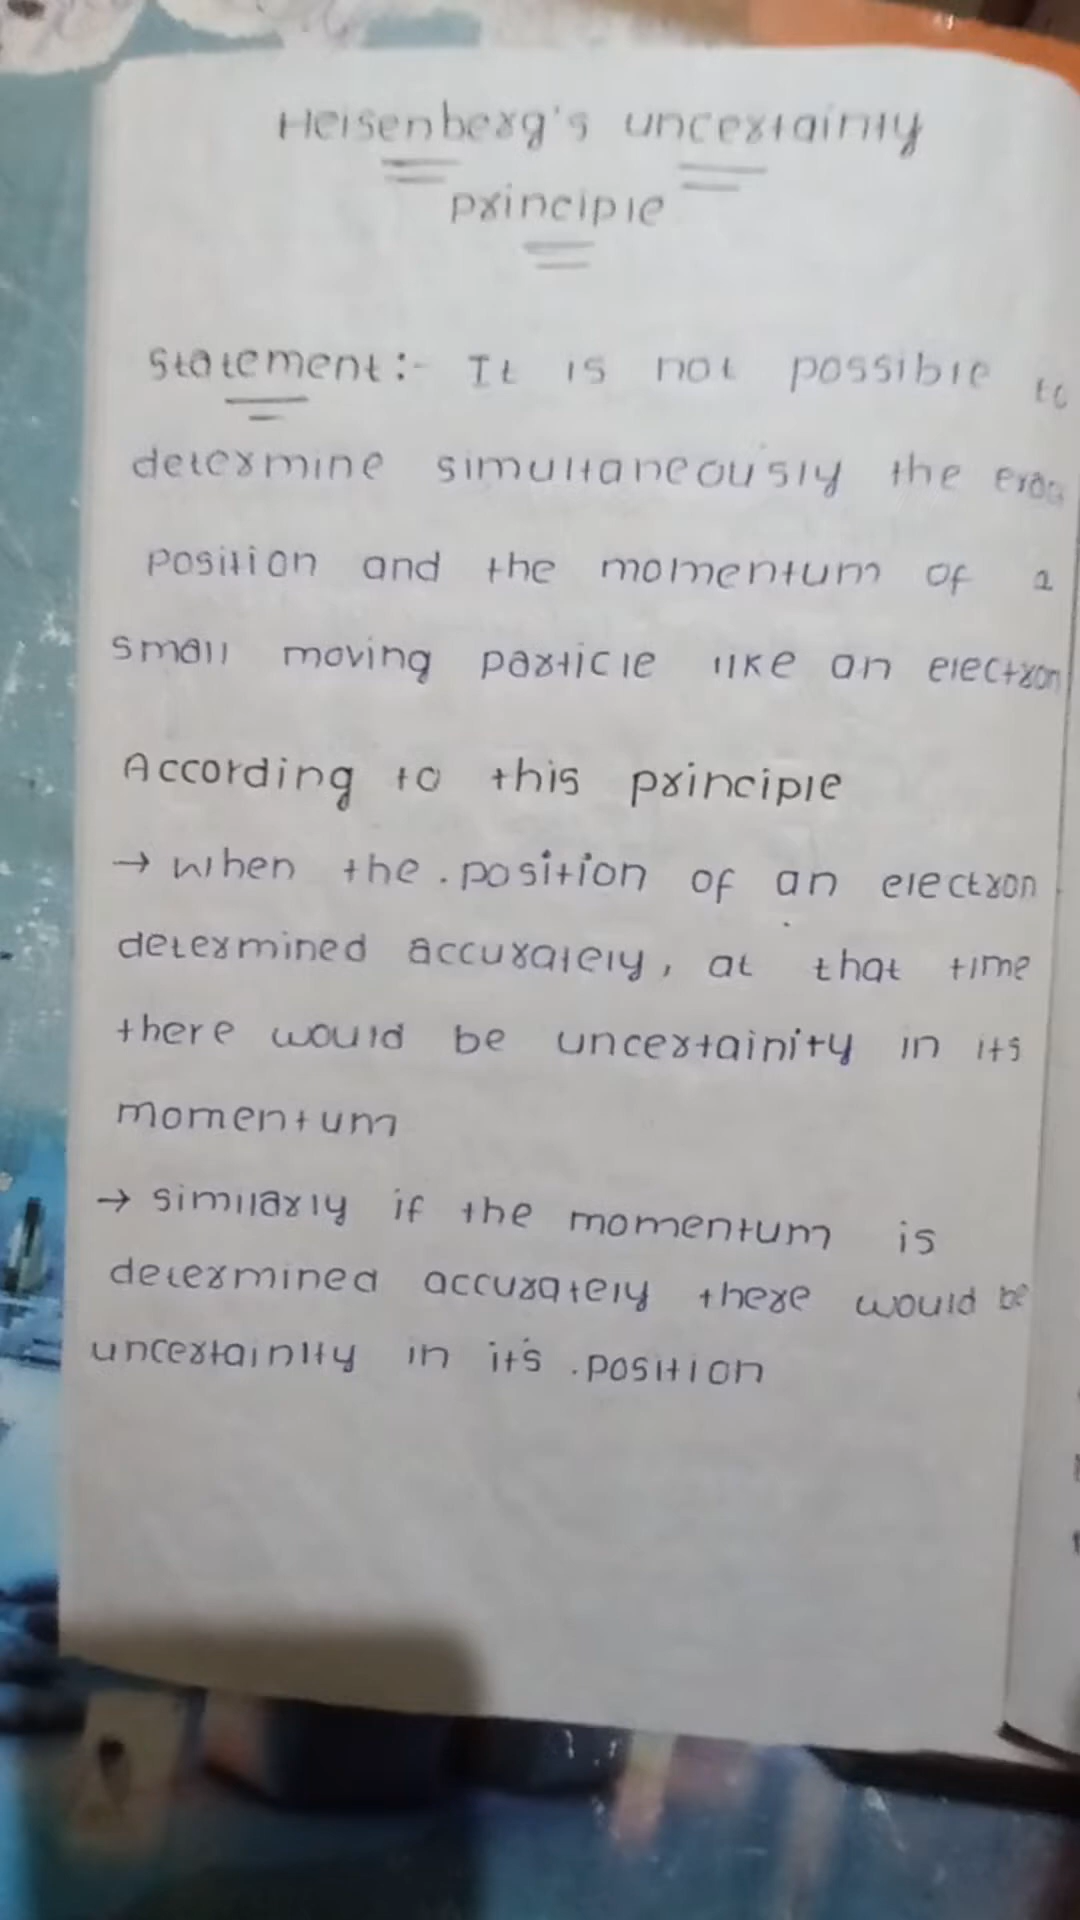 Heisenberg's uncertainity
principle
Statement:- It is not possible to
determine simultaneously the
position and the momentum of a
small moving particle like an electron
According to this principle
→ when the position of an electron
determined accurately, at that time
there would be uncertainity in its
momentum
→ similarly if the momentum is
determined accurately there would be
uncertainity in it's position